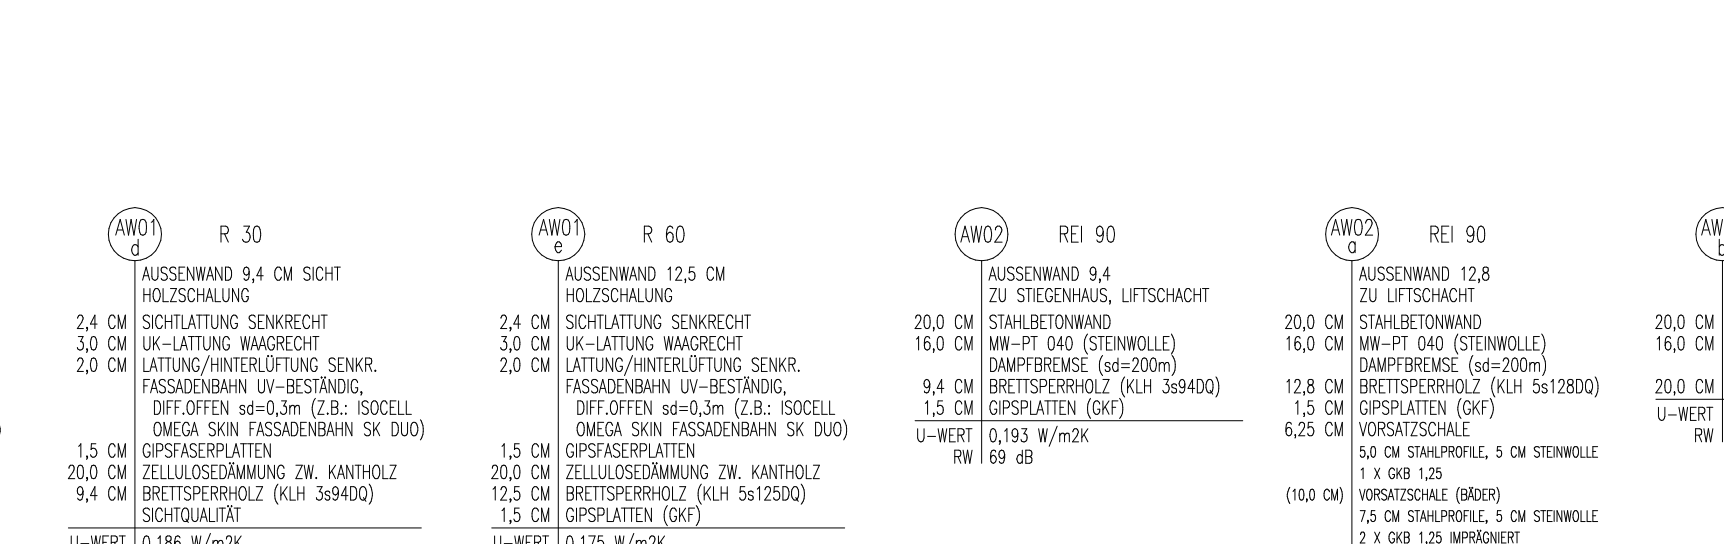 AW01
d
R 30
AUSSENWAND 9,4 CM SICHT
HOLZSCHALUNG
2,4 CM SICHTLATTUNG SENKRECHT
3,0 CM UK-LATTUNG WAAGRECHT
2,0 CM LATTUNG/HINTERLÜFTUNG SENKR.
FASSADENBAHN UV-BESTÄNDIG,
DIFF.OFFEN sd=0,3m (Z.B.: ISOCELL
OMEGA SKIN FASSADENBAHN SK DUO)
1,5 CM GIPSFASERPLATTEN
20,0 CM ZELLULOSEDÄMMUNG ZW. KANTHOLZ
9,4 CM BRETTSPERRHOLZ (KLH 3s94DQ)
SICHTQUALITÄT
U-WERT 0,186 W/m2K
AW01
e
R 60
AUSSENWAND 12,5 CM
HOLZSCHALUNG
2,4 CM SICHTLATTUNG SENKRECHT
3,0 CM UK-LATTUNG WAAGRECHT
2,0 CM LATTUNG/HINTERLÜFTUNG SENKR.
FASSADENBAHN UV-BESTÄNDIG,
DIFF.OFFEN sd=0,3m (Z.B.: ISOCELL
OMEGA SKIN FASSADENBAHN SK DUO)
1,5 CM GIPSFASERPLATTEN
20,0 CM ZELLULOSEDÄMMUNG ZW. KANTHOLZ
12,5 CM BRETTSPERRHOLZ (KLH 5s125DQ)
1,5 CM GIPSPLATTEN (GKF)
U-WERT 0,175 W/m2K
AW02
REI 90
AUSSENWAND 9,4
ZU STIEGENHAUS, LIFTSCHACHT
20,0 CM STAHLBETONWAND
16,0 CM MW-PT 040 (STEINWOLLE)
DAMPFBREMSE (sd=200m)
9,4 CM BRETTSPERRHOLZ (KLH 3s94DQ)
1,5 CM GIPSPLATTEN (GKF)
U-WERT 0,193 W/m2K
RW 69 dB
AW02
a
REI 90
AUSSENWAND 12,8
ZU LIFTSCHACHT
20,0 CM STAHLBETONWAND
16,0 CM MW-PT 040 (STEINWOLLE)
DAMPFBREMSE (sd=200m)
12,8 CM BRETTSPERRHOLZ (KLH 5s128DQ)
1,5 CM GIPSPLATTEN (GKF)
6,25 CM VORSATZSCHALE
5,0 CM STAHLPROFILE, 5 CM STEINWOLLE
1 X GKB 1,25
(10,0 CM) VORSATZSCHALE (BÄDER)
7,5 CM STAHLPROFILE, 5 CM STEINWOLLE
2 X GKB 1,25 IMPRÄGNIERT
20,0 CM
16,0 CM
20,0 CM
U-WERT
RW